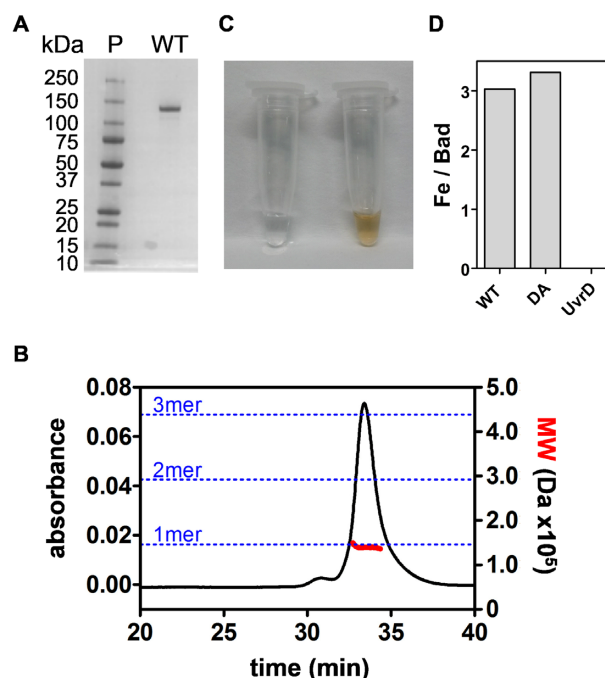 A
kDa P WT
250
150
100
75
50
37
25
20
15
10
C
D
Fe / Bad
3
2
1
0
WT
DA
UvrD
B
absorbance
0.08
0.06
0.04
0.02
0.00
3mer
2mer
1mer
5.0
4.0
3.0
2.0
1.0
0
MW (Da x10⁵)
20 25 30 35 40
time (min)